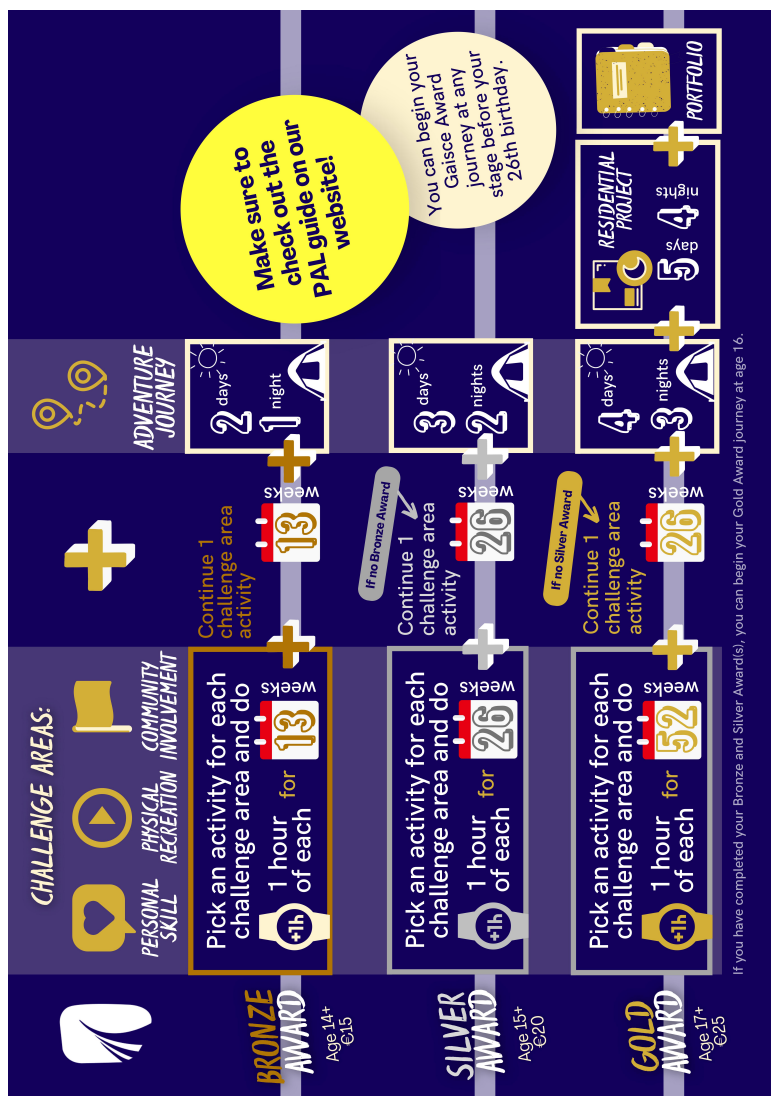 CHALLENGE AREAS:
PERSONAL
SKILL
PHYSICAL
RECREATION
COMMUNITY
INVOLVEMENT
ADVENTURE
JOURNEY
BRONZE
AWARD
Age 14+
€15
Pick an activity for each
challenge area and do
+1h
1 hour
of each
for
13
weeks
Continue 1
challenge area
activity
13
weeks
2 days
1 night
Make sure to
check out the
PAL guide on our
website!
SILVER
AWARD
Age 15+
€20
Pick an activity for each
challenge area and do
+1h
1 hour
of each
for
26
weeks
If no Bronze Award
Continue 1
challenge area
activity
26
weeks
3 days
2 nights
You can begin your
Gaisce Award
journey at any
stage before your
26th birthday.
GOLD
AWARD
Age 17+
€25
Pick an activity for each
challenge area and do
+1h
1 hour
of each
for
52
weeks
If no Silver Award
Continue 1
challenge area
activity
26
weeks
4 days
3 nights
RESIDENTIAL
PROJECT
5 days 4 nights
PORTFOLIO
If you have completed your Bronze and Silver Award(s), you can begin your Gold Award journey at age 16.